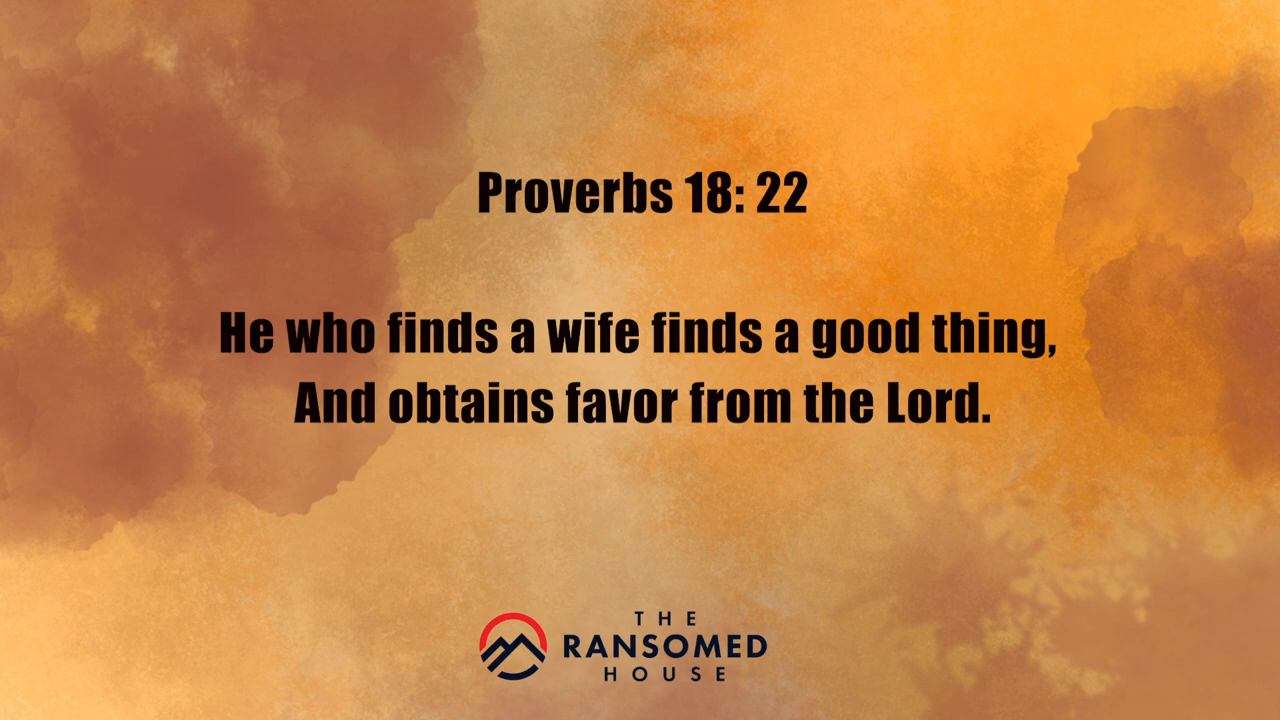 Proverbs 18: 22
He who finds a wife finds a good thing,
And obtains favor from the Lord.
THE
RANSOMED
HOUSE